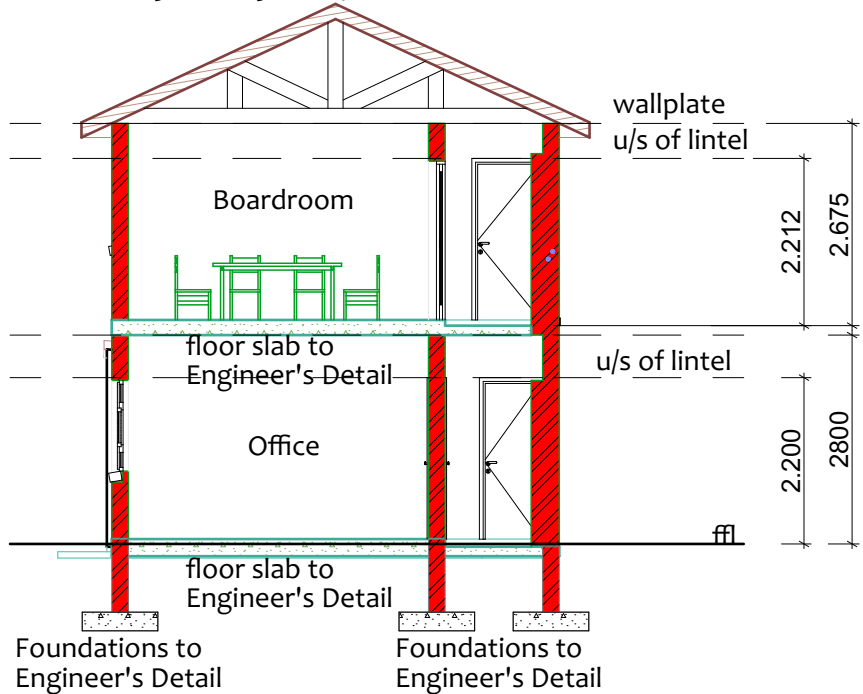 wallplate
u/s of lintel
Boardroom
2.212
2.675
floor slab to
Engineer's Detail
u/s of lintel
Office
2.200
2800
ffl
floor slab to
Engineer's Detail
Foundations to
Engineer's Detail
Foundations to
Engineer's Detail